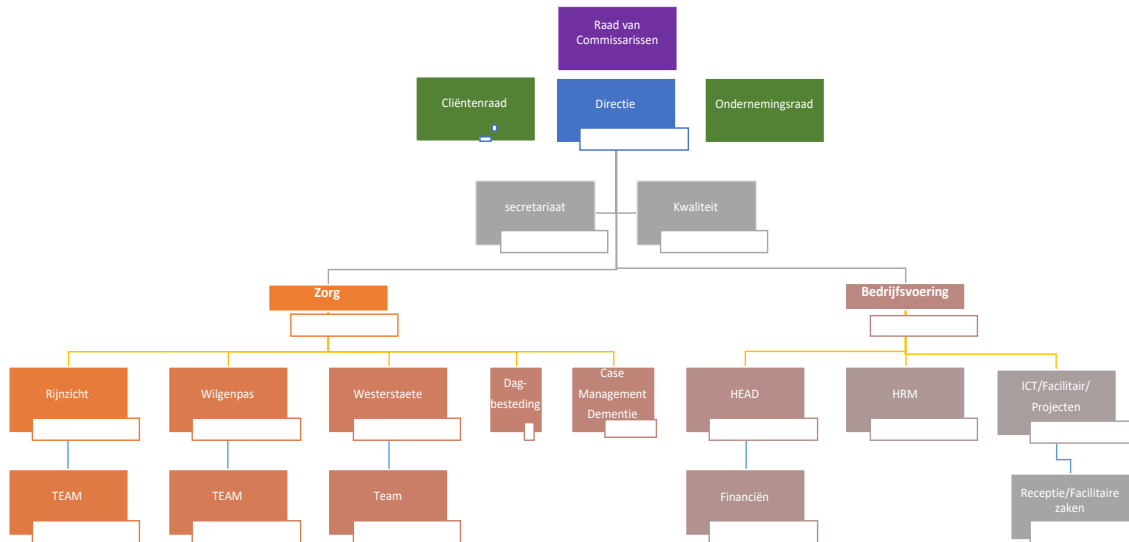 Raad van
Commissarissen
Cliëntenraad
Directie
Ondernemingsraad
secretariaat
Kwaliteit
Zorg
Bedrijfsvoering
Rijnzicht
Wilgenpas
Westerstaete
Dag-
besteding
Case
Management
Dementie
HEAD
HRM
ICT/Facilitair/
Projecten
TEAM
TEAM
Team
Financiën
Receptie/Facilitaire
zaken